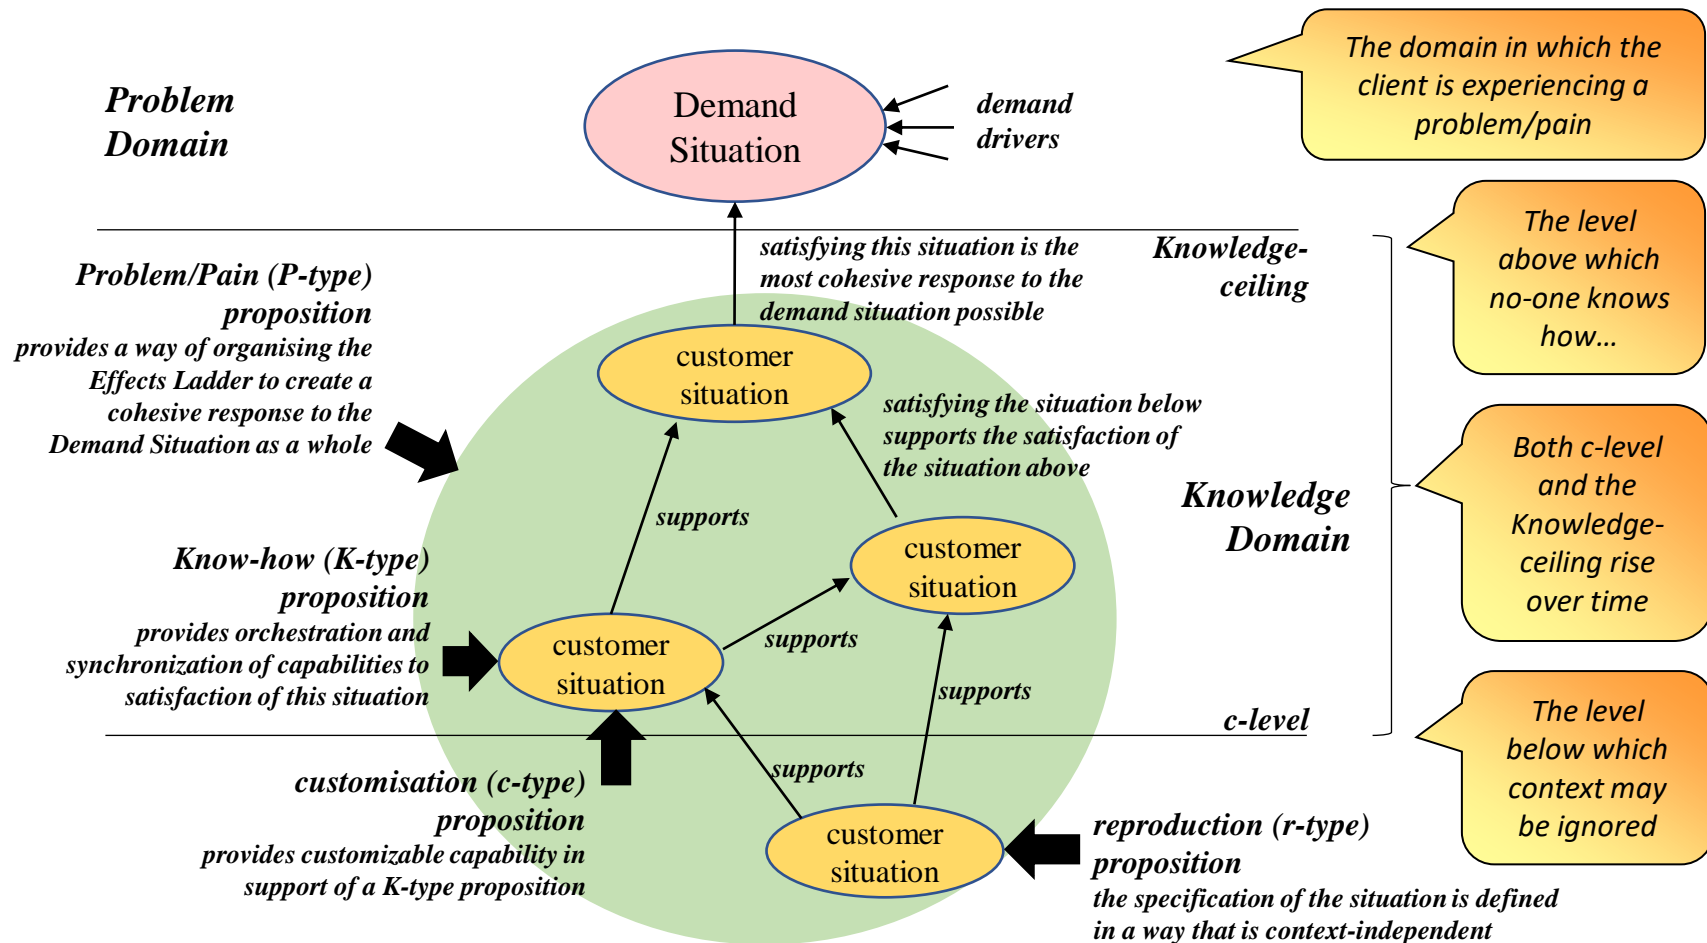 Problem
Domain
Demand
Situation
demand
drivers
The domain in which the
client is experiencing a
problem/pain
satisfying this situation is the
most cohesive response to the
demand situation possible
Knowledge-
ceiling
The level
above which
no-one knows
how…
Problem/Pain (P-type)
proposition
provides a way of organising the
Effects Ladder to create a
cohesive response to the
Demand Situation as a whole
customer
situation
satisfying the situation below
supports the satisfaction of
the situation above
supports
Knowledge
Domain
Both c-level
and the
Knowledge-
ceiling rise
over time
customer
situation
Know-how (K-type)
proposition
provides orchestration and
synchronization of capabilities to
satisfaction of this situation
customer
situation
supports
supports
c-level
The level
below which
context may
be ignored
customisation (c-type)
proposition
provides customizable capability in
support of a K-type proposition
supports
customer
situation
reproduction (r-type)
proposition
the specification of the situation is defined
in a way that is context-independent